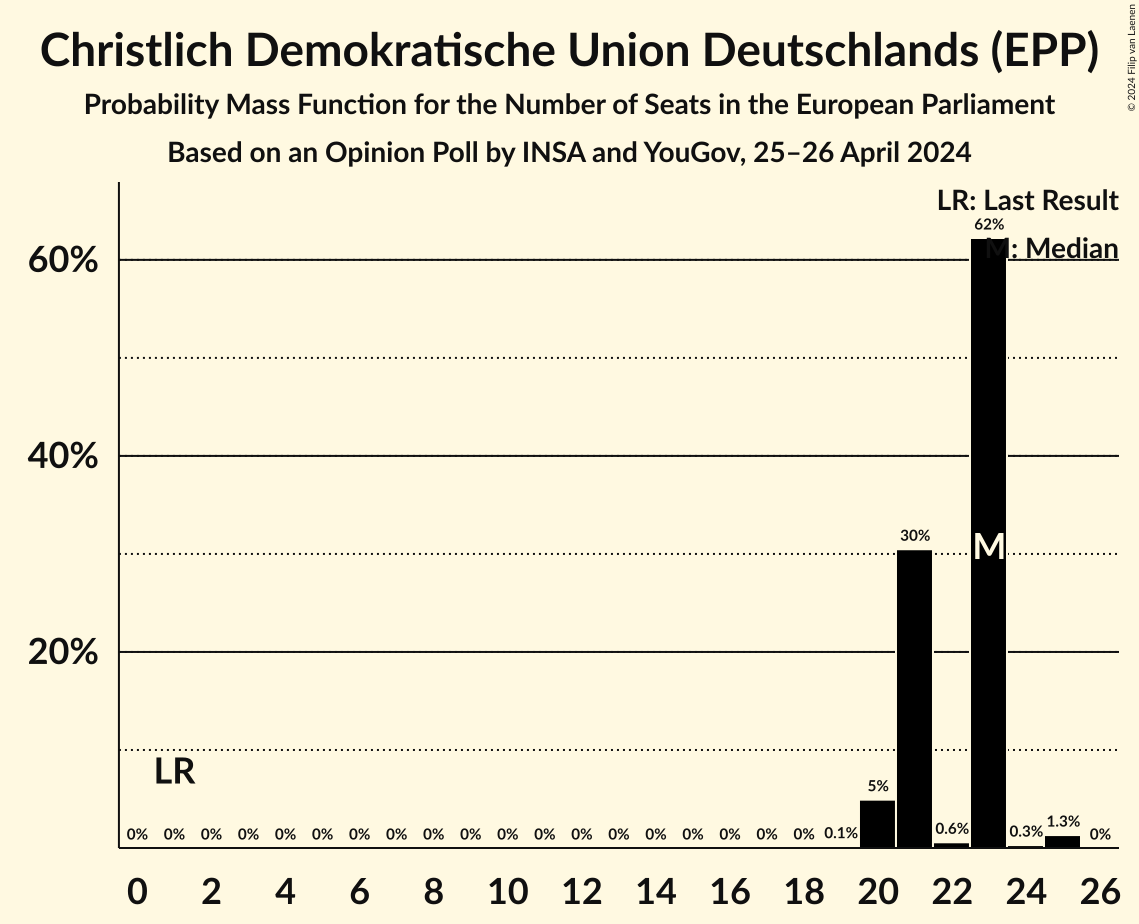 Christlich Demokratische Union Deutschlands (EPP)
Probability Mass Function for the Number of Seats in the European Parliament
Based on an Opinion Poll by INSA and YouGov, 25–26 April 2024
© 2024 Filip van Laenen
LR: Last Result
62%
M: Median
60%
40%
30%
M
20%
LR
5%
0% 0% 0% 0% 0% 0% 0% 0% 0% 0% 0% 0% 0% 0% 0% 0% 0% 0% 0% 0.1% 0.6% 0.3% 1.3% 0%
0 2 4 6 8 10 12 14 16 18 20 22 24 26